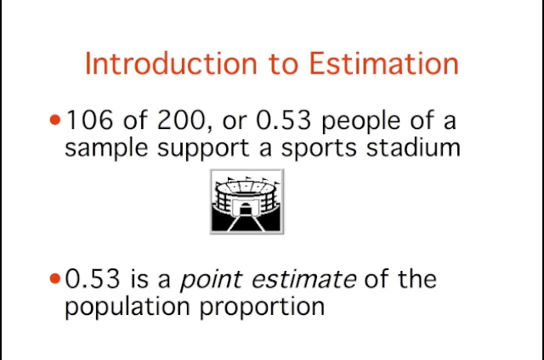 Introduction to Estimation
•106 of 200, or 0.53 people of a
sample support a sports stadium
•0.53 is a point estimate of the
population proportion